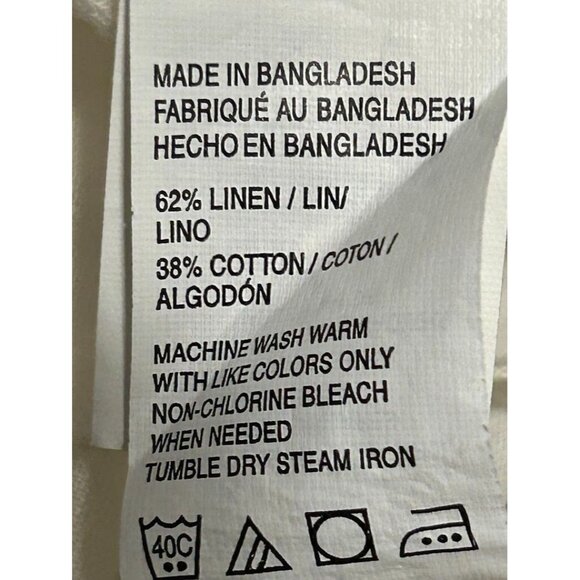 MADE IN BANGLADESH
FABRIQUÉ AU BANGLADESH
HECHO EN BANGLADESH
62% LINEN / LIN/
LINO
38% COTTON / COTON /
ALGODÓN
MACHINE WASH WARM
WITH LIKE COLORS ONLY
NON-CHLORINE BLEACH
WHEN NEEDED
TUMBLE DRY STEAM IRON
40C